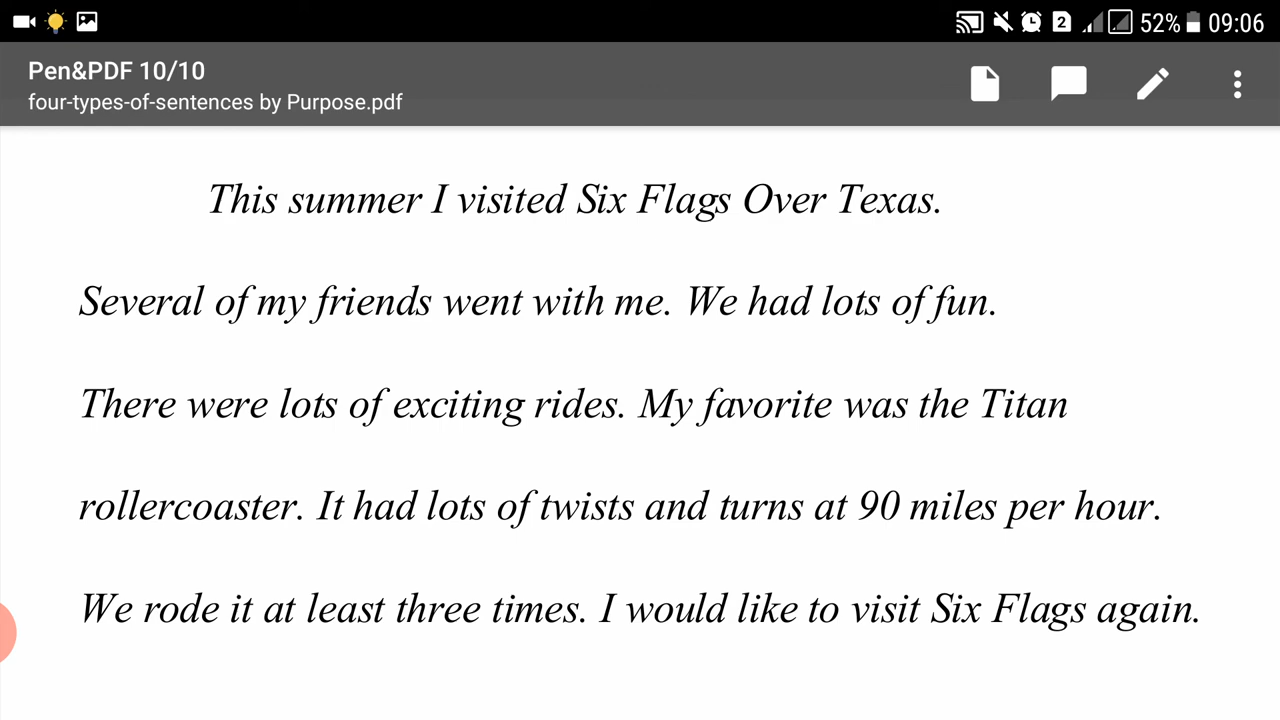 52% 09:06
Pen&PDF 10/10
four-types-of-sentences by Purpose.pdf
This summer I visited Six Flags Over Texas.
Several of my friends went with me. We had lots of fun.
There were lots of exciting rides. My favorite was the Titan
rollercoaster. It had lots of twists and turns at 90 miles per hour.
We rode it at least three times. I would like to visit Six Flags again.